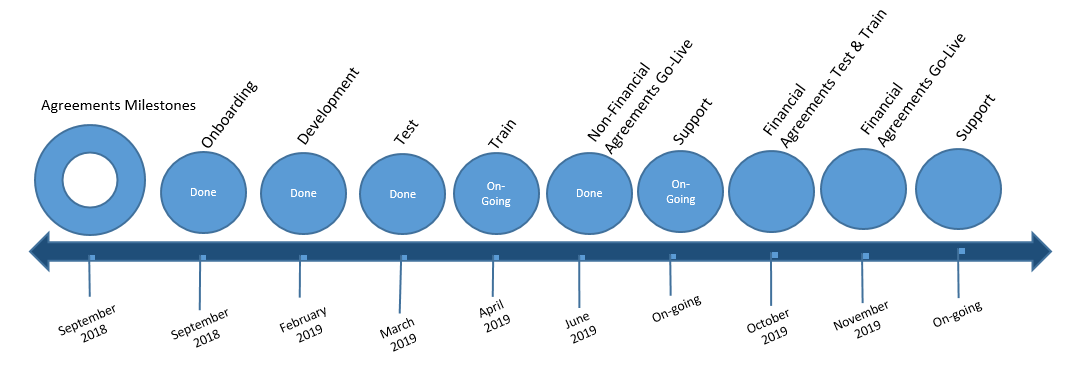 Agreements Milestones
Onboarding
Development
Test
Train
Non-Financial
Agreements Go-Live
Support
Financial
Agreements Test & Train
Financial
Agreements Go-Live
Support
Done
Done
Done
On-
Going
Done
On-
Going
September
2018
September
2018
February
2019
March
2019
April
2019
June
2019
On-going
October
2019
November
2019
On-going